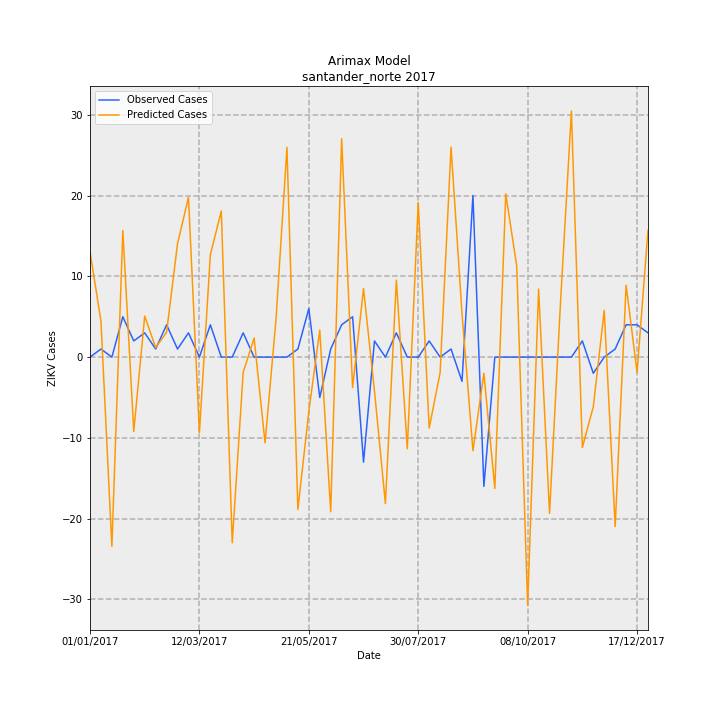 Arimax Model
santander_norte 2017
Observed Cases
Predicted Cases
30
20
10
0
−10
−20
−30
ZIKV Cases
01/01/2017
12/03/2017
21/05/2017
30/07/2017
08/10/2017
17/12/2017
Date